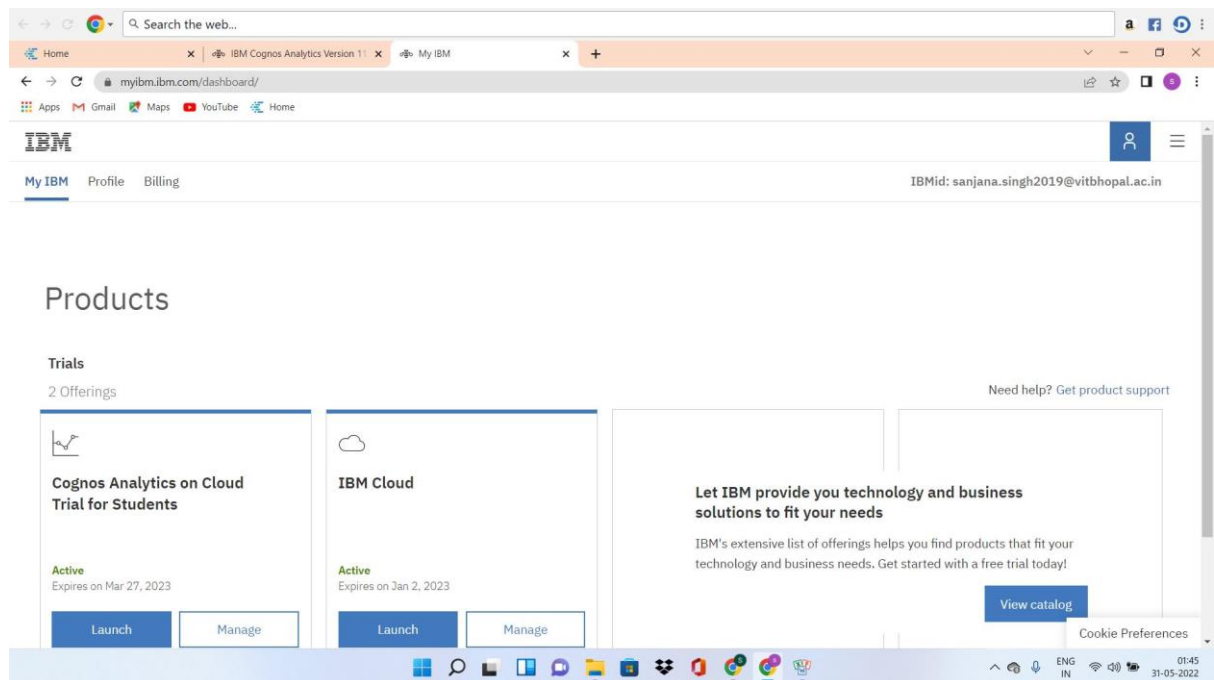 Search the web...
Home
IBM Cognos Analytics Version 11
My IBM
myibm.ibm.com/dashboard/
Apps Gmail Maps YouTube Home
IBM
My IBM Profile Billing
IBMid: sanjana.singh2019@vitbhopal.ac.in
Products
Trials
2 Offerings
Need help? Get product support
Cognos Analytics on Cloud
Trial for Students
Active
Expires on Mar 27, 2023
Launch Manage
IBM Cloud
Active
Expires on Jan 2, 2023
Launch Manage
Let IBM provide you technology and business
solutions to fit your needs
IBM's extensive list of offerings helps you find products that fit your
technology and business needs. Get started with a free trial today!
View catalog
Cookie Preferences
ENG
IN
01:45
31-05-2022